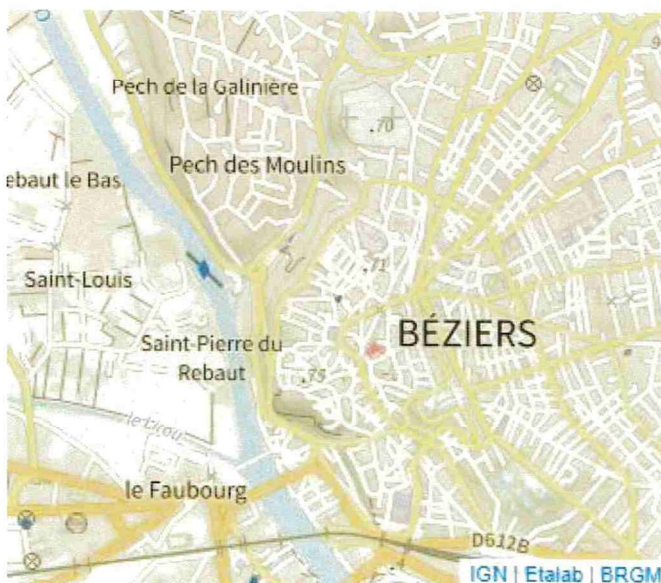 Pech de la Galinière
.70
Pech des Moulins
ebaut le Bas
.71
Saint-Louis
BÉZIERS
Saint-Pierre du
Rebaut
.75
le Lirou
le Faubourg
D612B
IGN | Etalab | BRGM